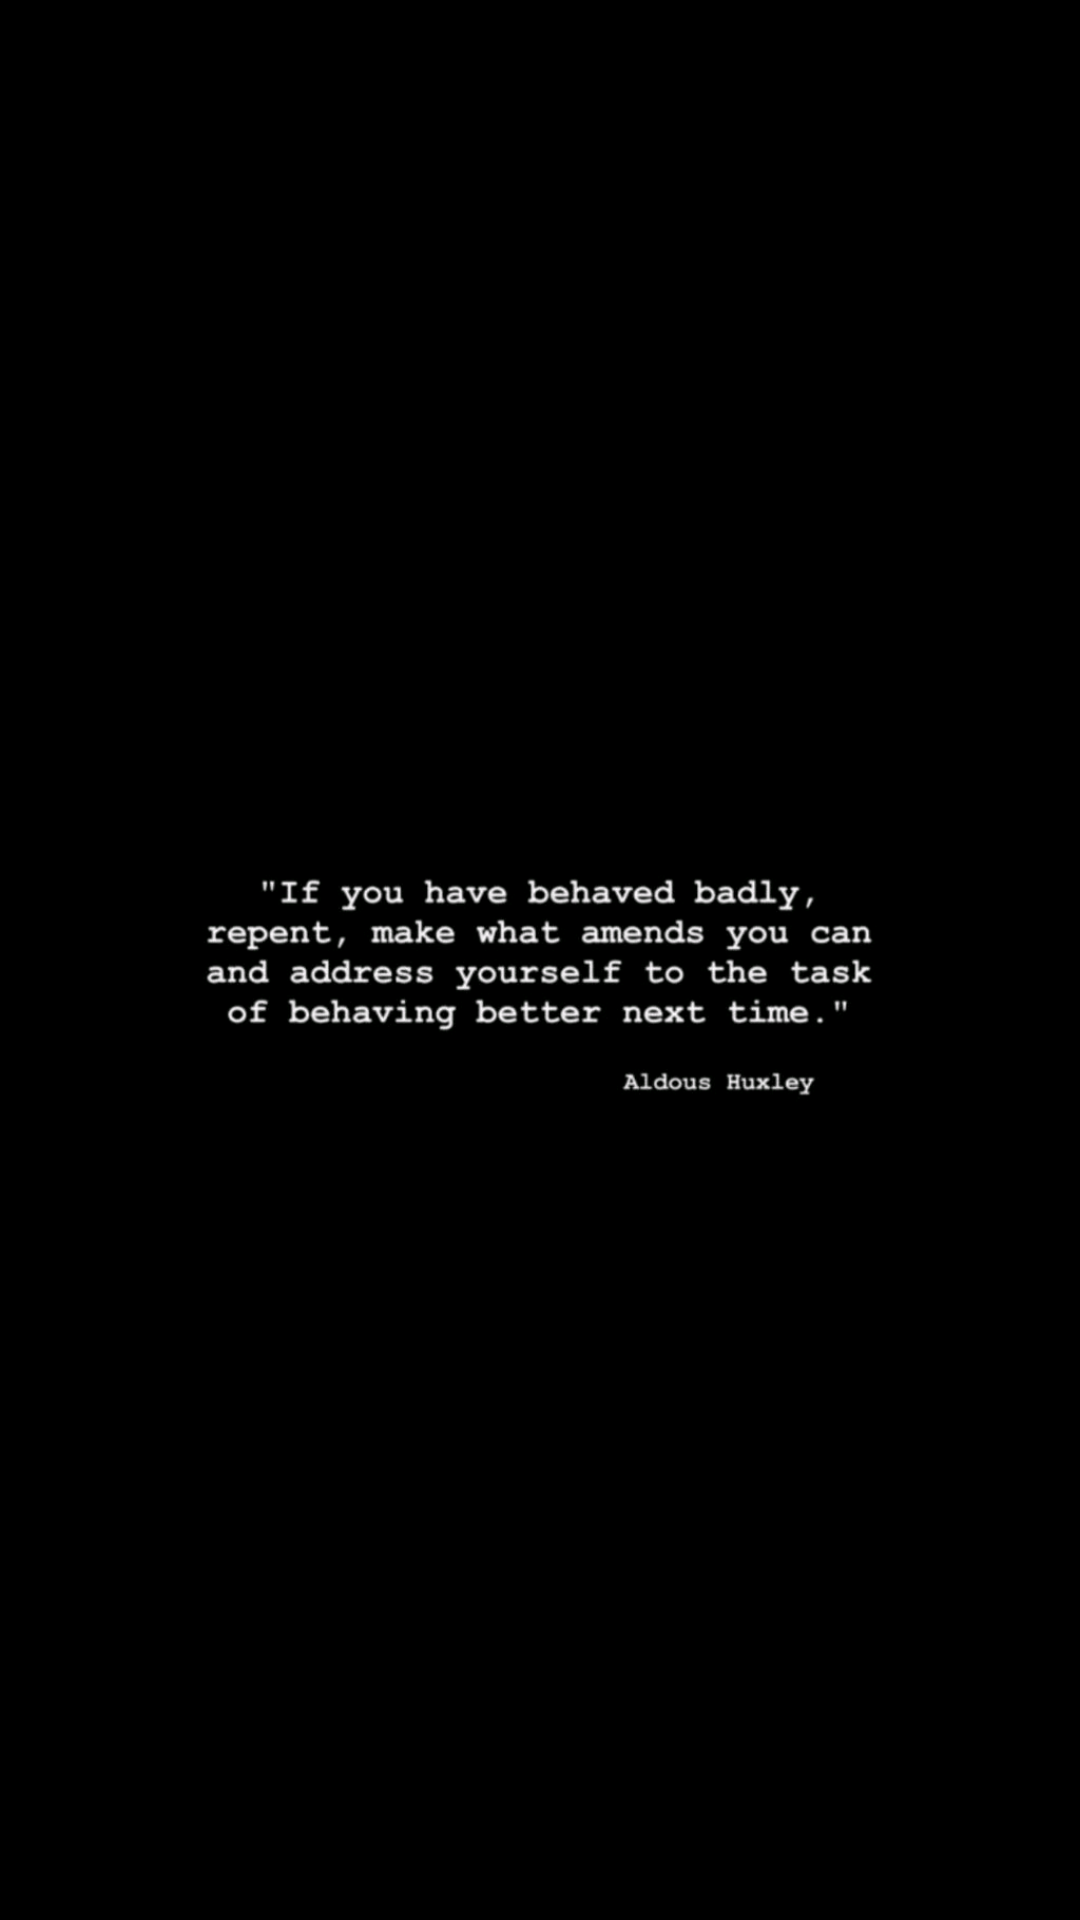 "If you have behaved badly,
repent, make what amends you can
and address yourself to the task
of behaving better next time."
Aldous Huxley